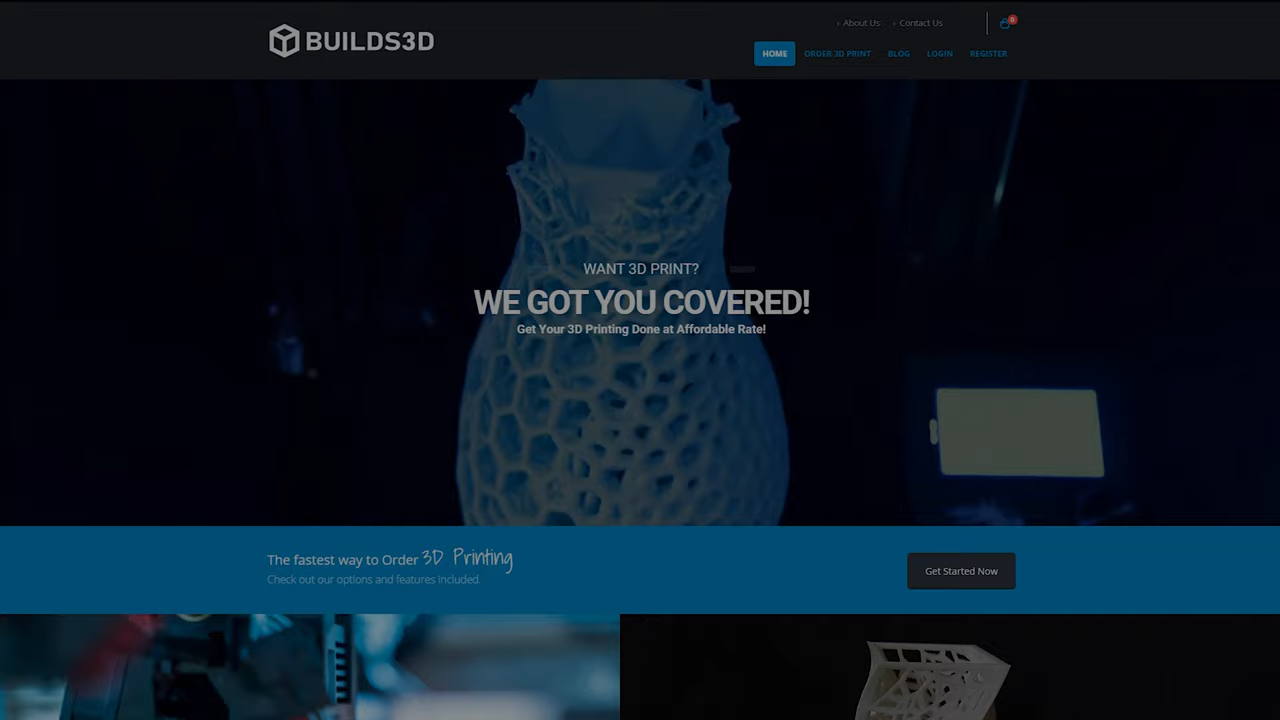 About Us
Contact Us
0
BUILDS3D
HOME
ORDER 3D PRINT
BLOG
LOGIN
REGISTER
WANT 3D PRINT?
WE GOT YOU COVERED!
Get Your 3D Printing Done at Affordable Rate!
The fastest way to Order 3D Printing
Check out our options and features included.
Get Started Now